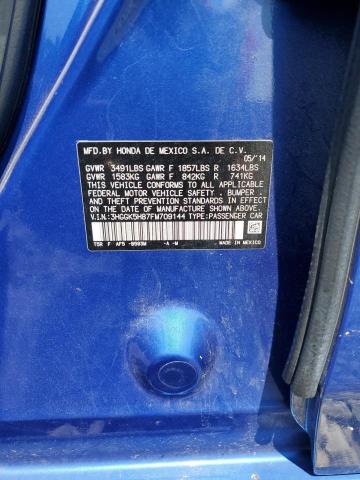 MFD.BY HONDA DE MEXICO S.A. DE C.V.
05/'14
GVWR 3491LBS GAWR F 1857LBS R 1634LBS
GVWR 1583KG GAWR F 842KG R 741KG
THIS VEHICLE CONFORMS TO ALL APPLICABLE
FEDERAL MOTOR VEHICLE SAFETY , BUMPER ,
AND THEFT PREVENTION STANDARDS
IN EFFECT ON THE DATE OF
MANUFACTURE SHOWN ABOVE.
V.I.N:3HGGK5H87FM709144 TYPE:PASSENGER CAR
F AF5 -B593M -A -M MADE IN MEXICO